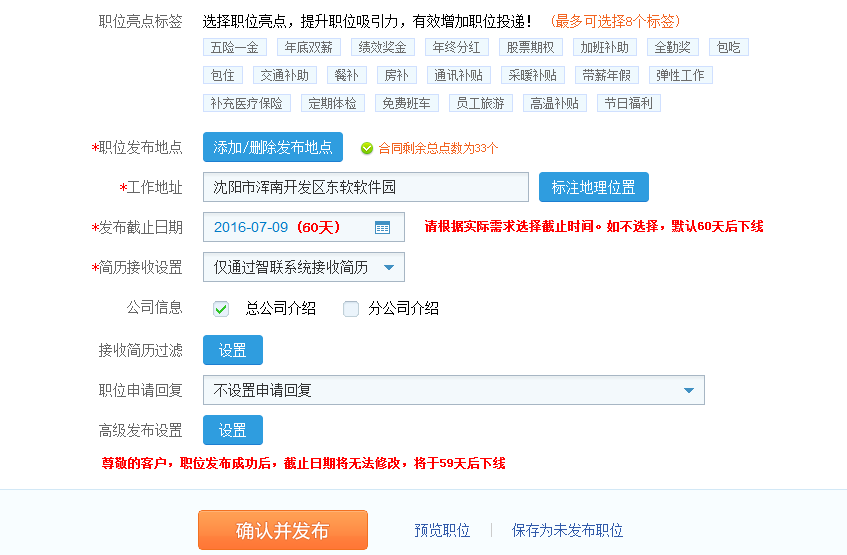 职位亮点标签 选择职位亮点，提升职位吸引力，有效增加职位投递！ （最多可选择8个标签）
五险一金 年底双薪 绩效奖金 年终分红 股票期权 加班补助 全勤奖 包吃
包住 交通补助 餐补 房补 通讯补贴 采暖补贴 带薪年假 弹性工作
补充医疗保险 定期体检 免费班车 员工旅游 高温补贴 节日福利
*职位发布地点 添加/删除发布地点 合同剩余总点数为33个
*工作地址 沈阳市浑南开发区东软软件园 标注地理位置
*发布截止日期 2016-07-09（60天） 请根据实际需求选择截止时间。如不选择，默认60天后下线
*简历接收设置 仅通过智联系统接收简历
公司信息 总公司介绍 分公司介绍
接收简历过滤 设置
职位申请回复 不设置申请回复
高级发布设置 设置
尊敬的客户，职位发布成功后，截止日期将无法修改，将于59天后下线
确认并发布 预览职位 保存为未发布职位